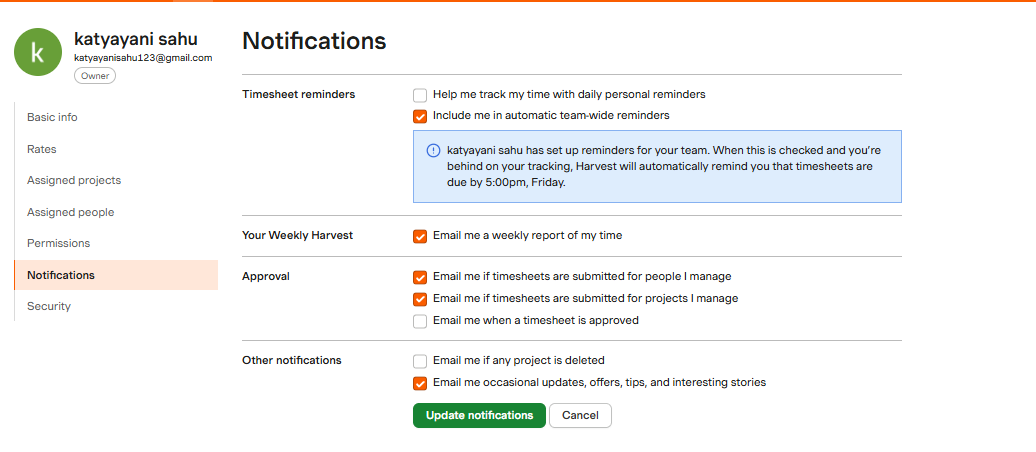 k
katyayani sahu
katyayanisahu123@gmail.com
Owner
Basic info
Rates
Assigned projects
Assigned people
Permissions
Notifications
Security
Notifications
Timesheet reminders
Help me track my time with daily personal reminders
Include me in automatic team-wide reminders
katyayani sahu has set up reminders for your team. When this is checked and you’re
behind on your tracking, Harvest will automatically remind you that timesheets are
due by 5:00pm, Friday.
Your Weekly Harvest
Email me a weekly report of my time
Approval
Email me if timesheets are submitted for people I manage
Email me if timesheets are submitted for projects I manage
Email me when a timesheet is approved
Other notifications
Email me if any project is deleted
Email me occasional updates, offers, tips, and interesting stories
Update notifications
Cancel